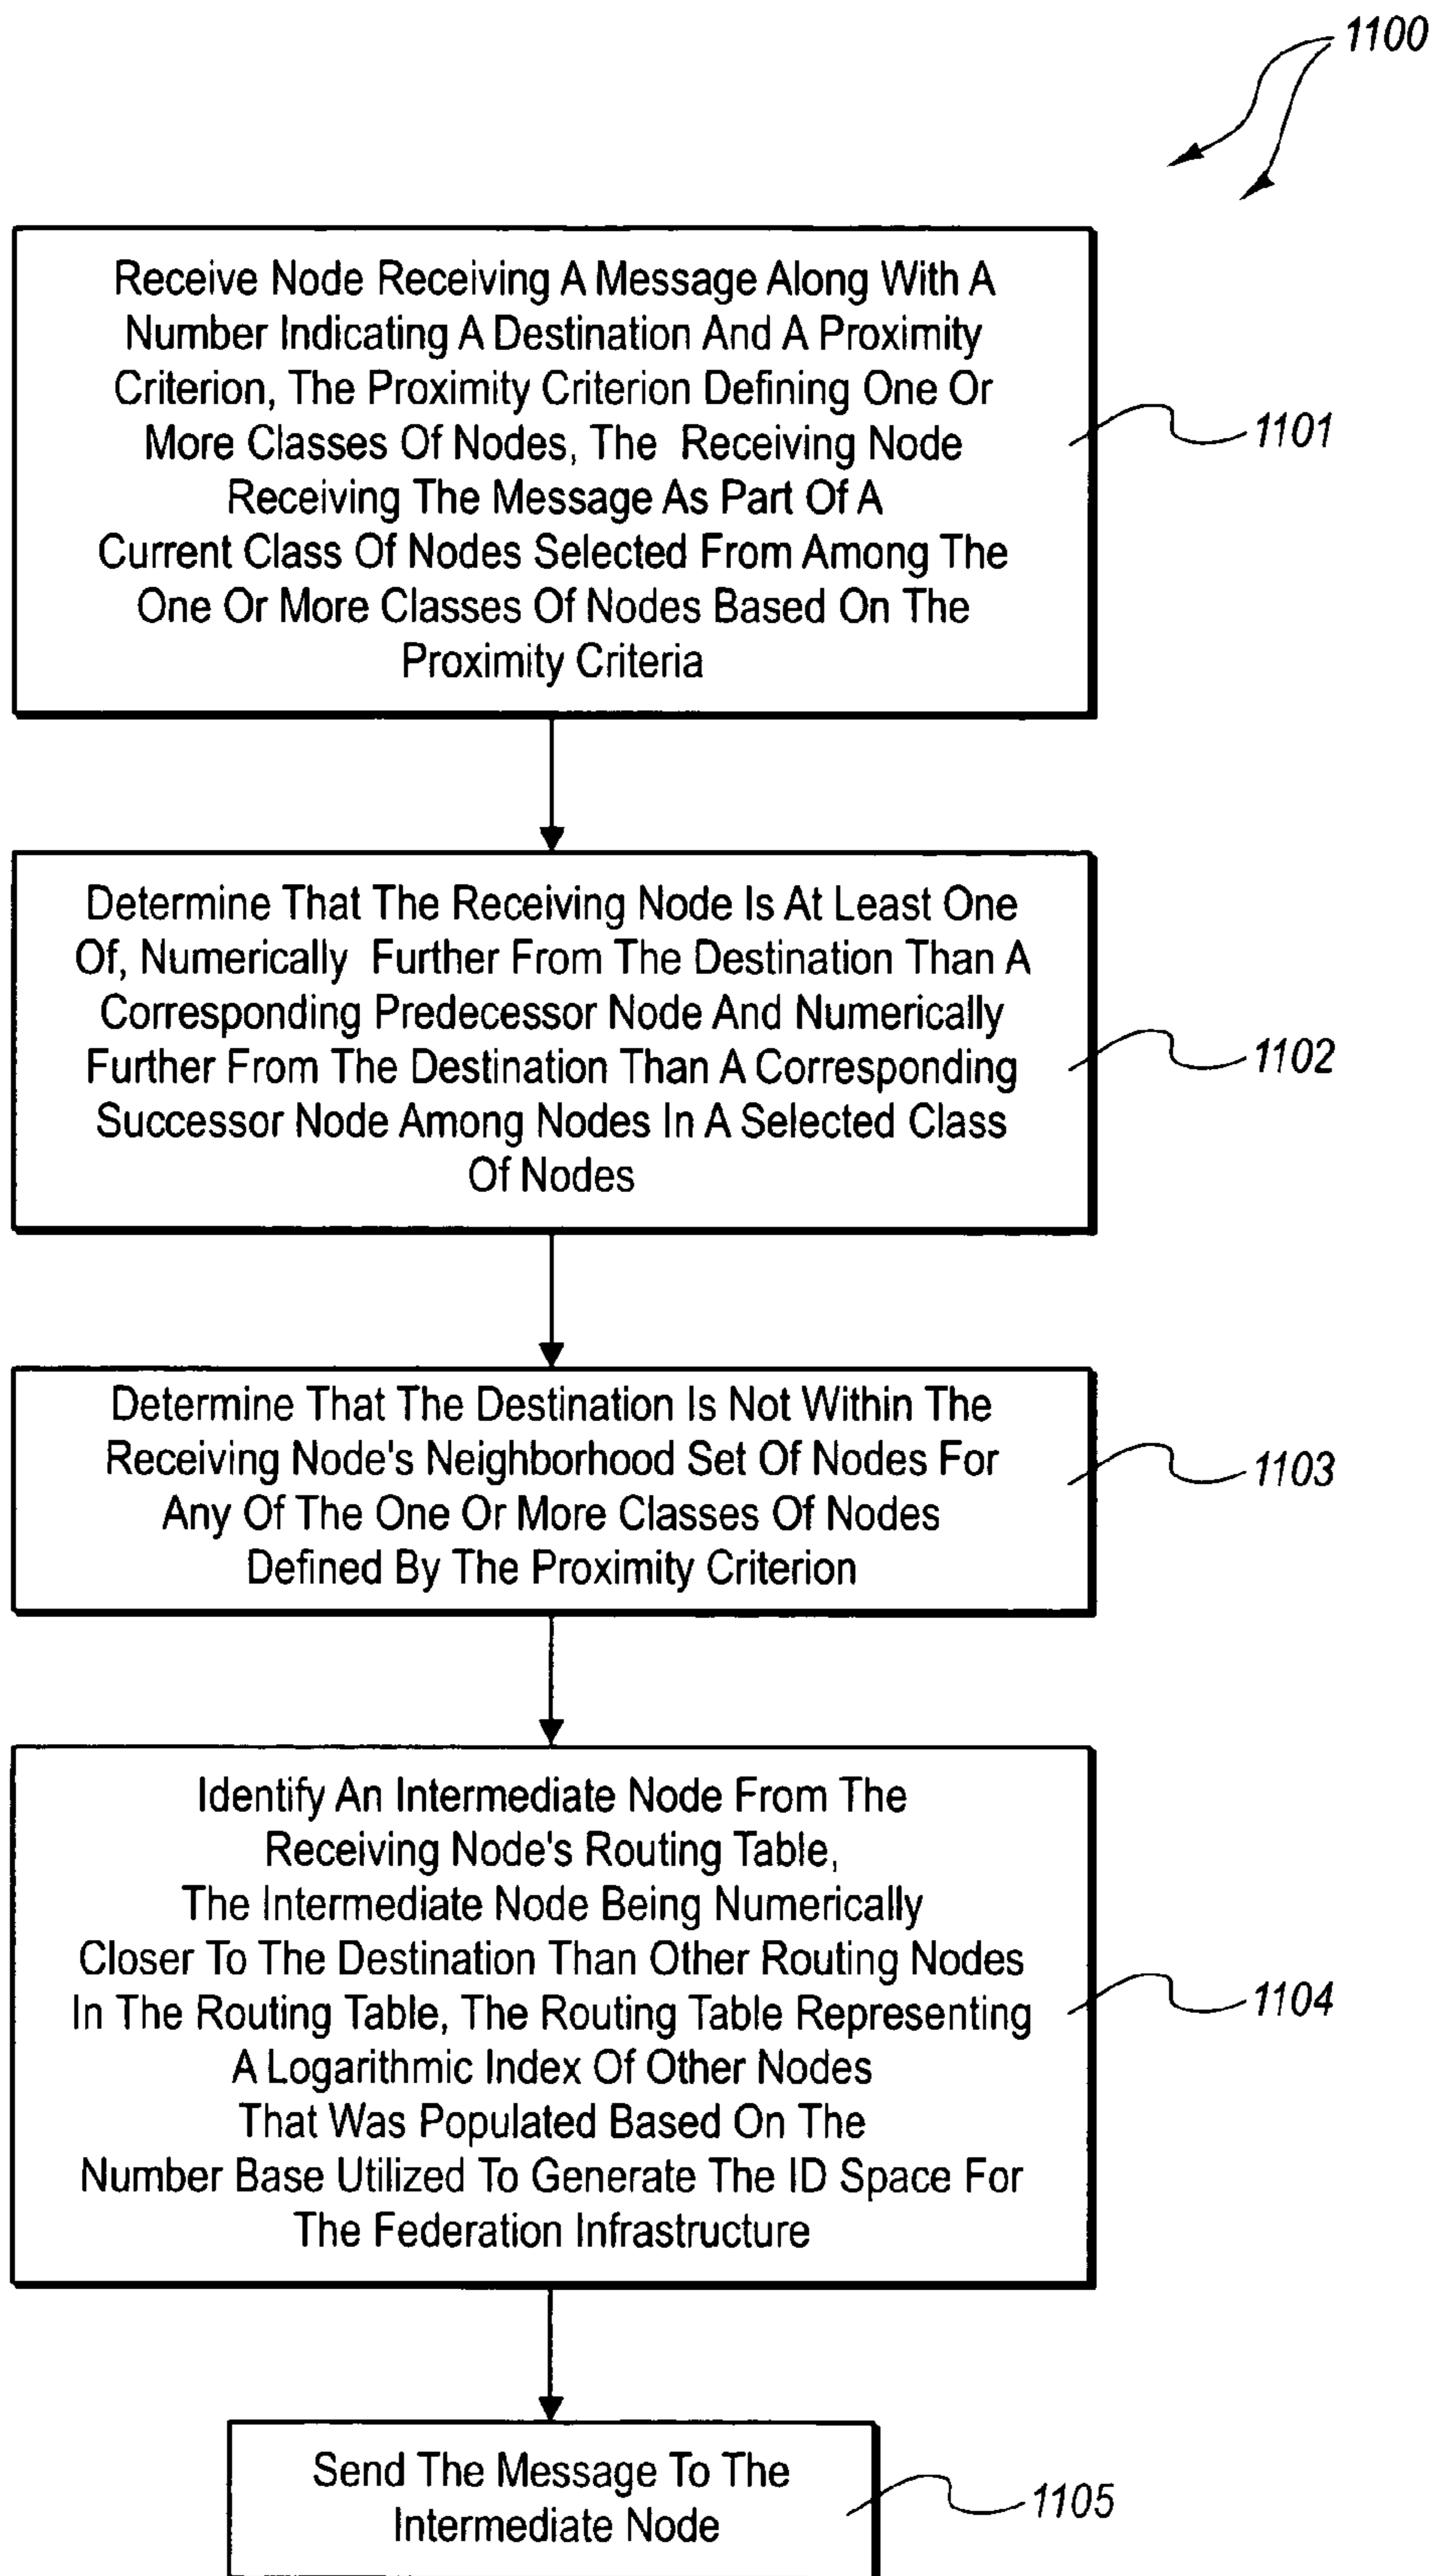 1100
Receive Node Receiving A Message Along With A
Number Indicating A Destination And A Proximity
Criterion, The Proximity Criterion Defining One Or
More Classes Of Nodes, The Receiving Node
Receiving The Message As Part Of A
Current Class Of Nodes Selected From Among The
One Or More Classes Of Nodes Based On The
Proximity Criteria
1101
Determine That The Receiving Node Is At Least One
Of, Numerically Further From The Destination Than A
Corresponding Predecessor Node And Numerically
Further From The Destination Than A Corresponding
Successor Node Among Nodes In A Selected Class
Of Nodes
1102
Determine That The Destination Is Not Within The
Receiving Node's Neighborhood Set Of Nodes For
Any Of The One Or More Classes Of Nodes
Defined By The Proximity Criterion
1103
Identify An Intermediate Node From The
Receiving Node's Routing Table,
The Intermediate Node Being Numerically
Closer To The Destination Than Other Routing Nodes
In The Routing Table, The Routing Table Representing
A Logarithmic Index Of Other Nodes
That Was Populated Based On The
Number Base Utilized To Generate The ID Space For
The Federation Infrastructure
1104
Send The Message To The
Intermediate Node
1105